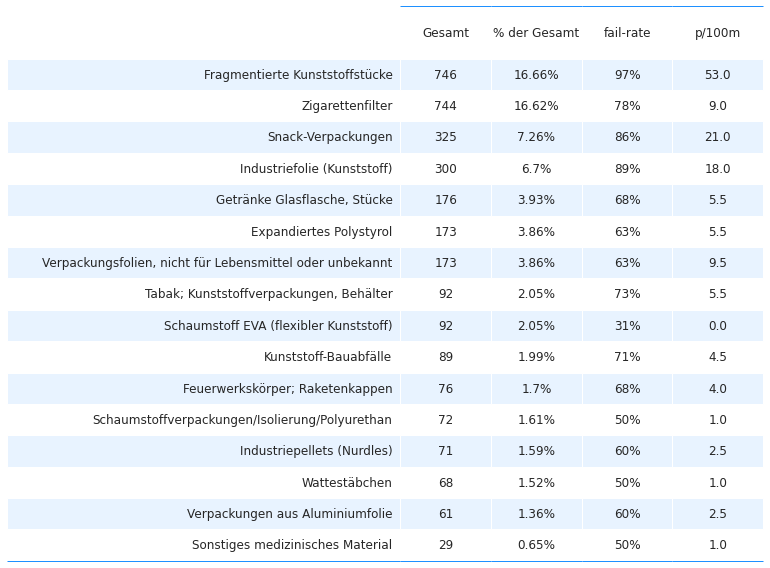 Gesamt % der Gesamt fail-rate p/100m
Fragmentierte Kunststoffstücke 746 16.66% 97% 53.0
Zigarettenfilter 744 16.62% 78% 9.0
Snack-Verpackungen 325 7.26% 86% 21.0
Industriefolie (Kunststoff) 300 6.7% 89% 18.0
Getränke Glasflasche, Stücke 176 3.93% 68% 5.5
Expandiertes Polystyrol 173 3.86% 63% 5.5
Verpackungsfolien, nicht für Lebensmittel oder unbekannt 173 3.86% 63% 9.5
Tabak; Kunststoffverpackungen, Behälter 92 2.05% 73% 5.5
Schaumstoff EVA (flexibler Kunststoff) 92 2.05% 31% 0.0
Kunststoff-Bauabfälle 89 1.99% 71% 4.5
Feuerwerkskörper; Raketenkappen 76 1.7% 68% 4.0
Schaumstoffverpackungen/Isolierung/Polyurethan 72 1.61% 50% 1.0
Industriepellets (Nurdles) 71 1.59% 60% 2.5
Wattestäbchen 68 1.52% 50% 1.0
Verpackungen aus Aluminiumfolie 61 1.36% 60% 2.5
Sonstiges medizinisches Material 29 0.65% 50% 1.0